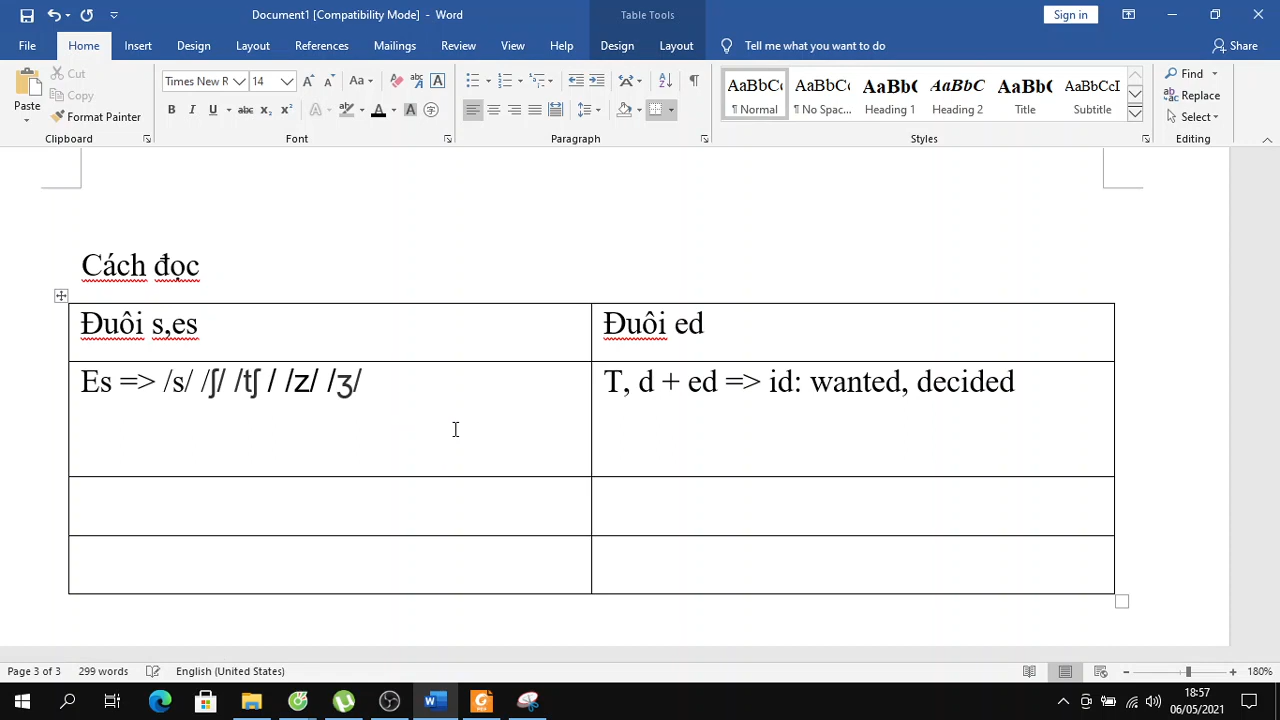 Document1 [Compatibility Mode] - Word
Table Tools
Sign in
File Home Insert Design Layout References Mailings Review View Help Design Layout Tell me what you want to do Share
Paste
Cut
Copy
Format Painter
Clipboard
Times New R 14
Font
Paragraph
AaBbCc AaBbCc AaBb( AaBbC AaBb( AaBbCcI
¶ Normal ¶ No Spac... Heading 1 Heading 2 Title Subtitle
Styles
Find
Replace
Select
Editing
Cách đọc
Đuôi s,es Đuôi ed
Es => /s/ /ʃ/ /tʃ / /z/ /ʒ/ T, d + ed => id: wanted, decided
Page 3 of 3 299 words English (United States) 180%
18:57
06/05/2021